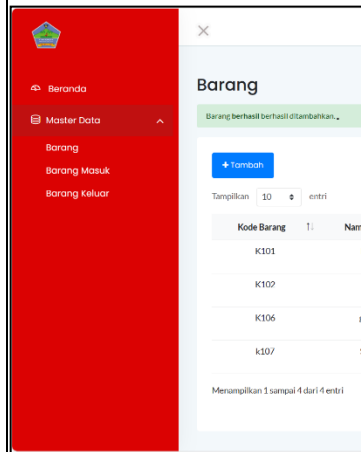 Beranda
Master Data
Barang
Barang Masuk
Barang Keluar
Barang
Barang berhasil berhasil ditambahkan.
+ Tambah
Tampilkan 10 entri
Kode Barang
K101
K102
K106
k107
Menampilkan 1 sampai 4 dari 4 entri